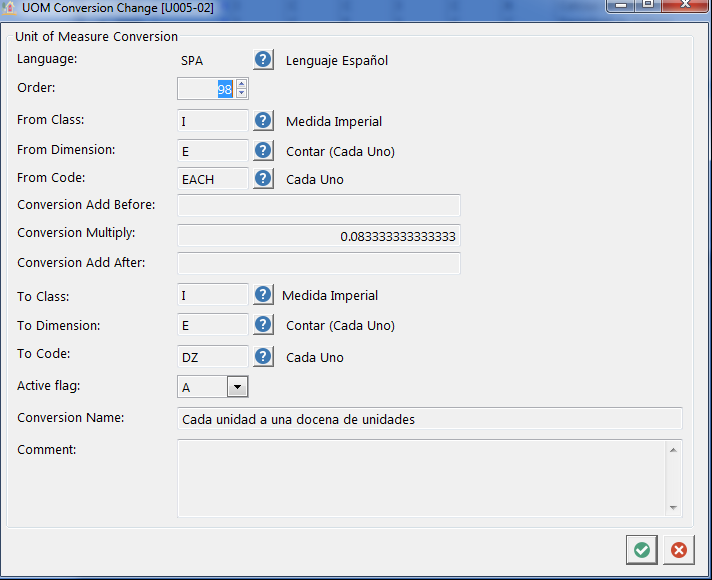 UOM Conversion Change [U005-02]
Unit of Measure Conversion
Language: SPA ? Lenguaje Español
Order: 98
From Class: I ? Medida Imperial
From Dimension: E ? Contar (Cada Uno)
From Code: EACH ? Cada Uno
Conversion Add Before:
Conversion Multiply: 0.083333333333333
Conversion Add After:
To Class: I ? Medida Imperial
To Dimension: E ? Contar (Cada Uno)
To Code: DZ ? Cada Uno
Active flag: A
Conversion Name: Cada unidad a una docena de unidades
Comment: